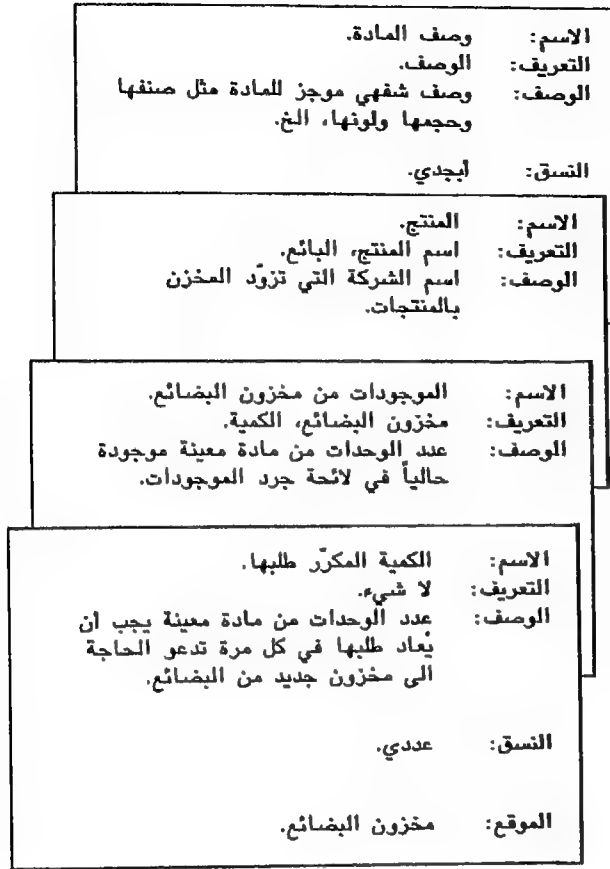 الاسم: وصف المادة.
التعريف: الوصف.
الوصف: وصف شفهي موجز للمادة مثل صنفها
وحجمها ولونها، الخ.
النسق: أبجدي.
الاسم: المنتج.
التعريف: اسم المنتج، البائع.
الوصف: اسم الشركة التي تزوّد المخزن
بالمنتجات.
الاسم: الموجودات من مخزون البضائع.
التعريف: مخزون البضائع، الكمية.
الوصف: عدد الوحدات من مادة معينة موجودة
حالياً في لائحة جرد الموجودات.
الاسم: الكمية المكرّر طلبها.
التعريف: لا شيء.
الوصف: عدد الوحدات من مادة معينة يجب أن
يُعاد طلبها في كل مرة تدعو الحاجة
الى مخزون جديد من البضائع.
النسق: عددي.
الموقع: مخزون البضائع.